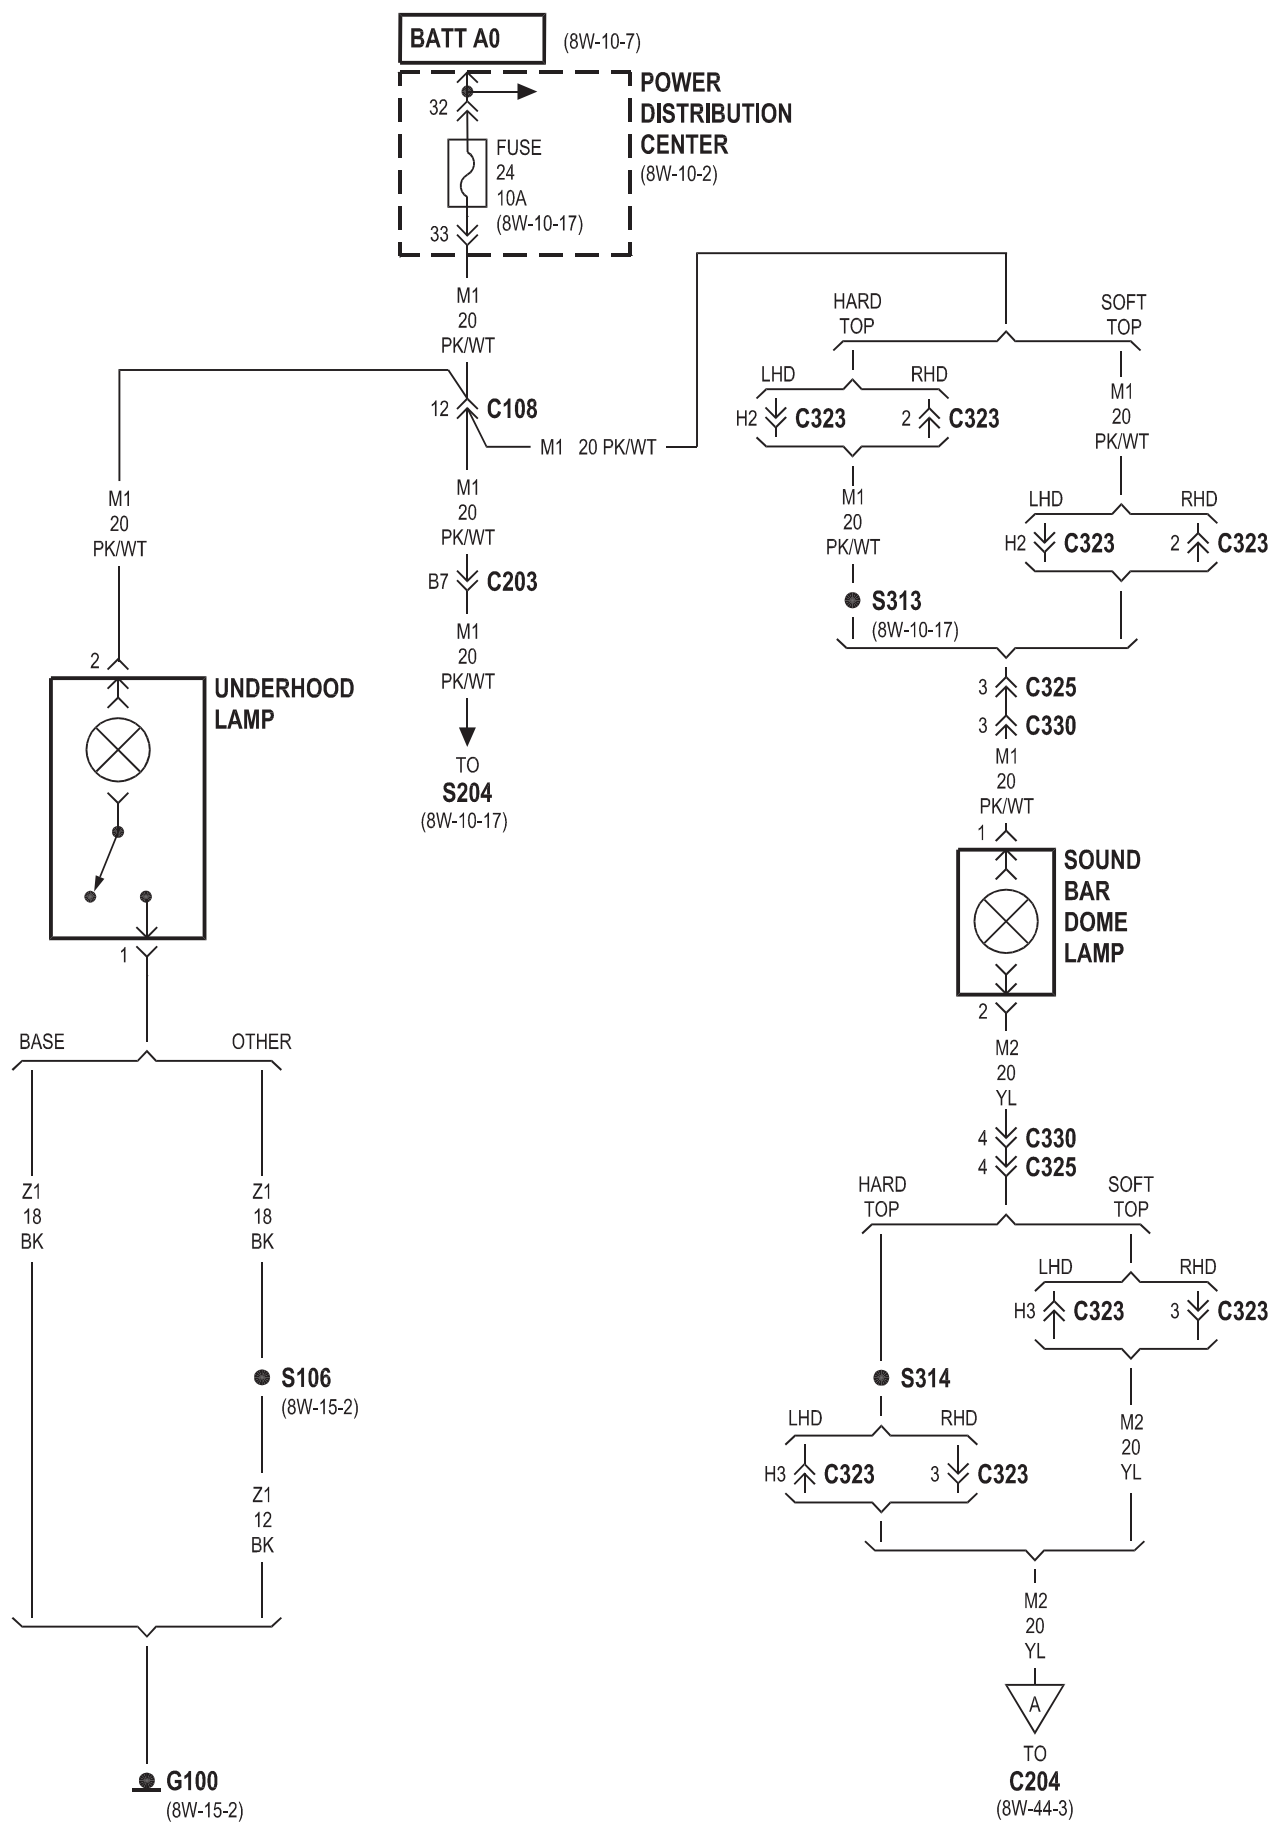 BATT A0
(8W-10-7)
POWER
DISTRIBUTION
CENTER
(8W-10-2)
32
FUSE
24
10A
(8W-10-17)
33
M1
20
PK/WT
12
C108
M1 20 PK/WT
M1
20
PK/WT
B7
C203
M1
20
PK/WT
TO
S204
(8W-10-17)
M1
20
PK/WT
2
UNDERHOOD
LAMP
1
BASE
OTHER
Z1
18
BK
Z1
18
BK
S106
(8W-15-2)
Z1
12
BK
G100
(8W-15-2)
HARD
TOP
SOFT
TOP
LHD
RHD
H2
C323
2
C323
M1
20
PK/WT
M1
20
PK/WT
LHD
RHD
H2
C323
2
C323
S313
(8W-10-17)
3
C325
3
C330
M1
20
PK/WT
1
SOUND
BAR
DOME
LAMP
2
M2
20
YL
4
C330
4
C325
HARD
TOP
SOFT
TOP
LHD
RHD
H3
C323
3
C323
S314
LHD
RHD
H3
C323
3
C323
M2
20
YL
M2
20
YL
A
TO
C204
(8W-44-3)